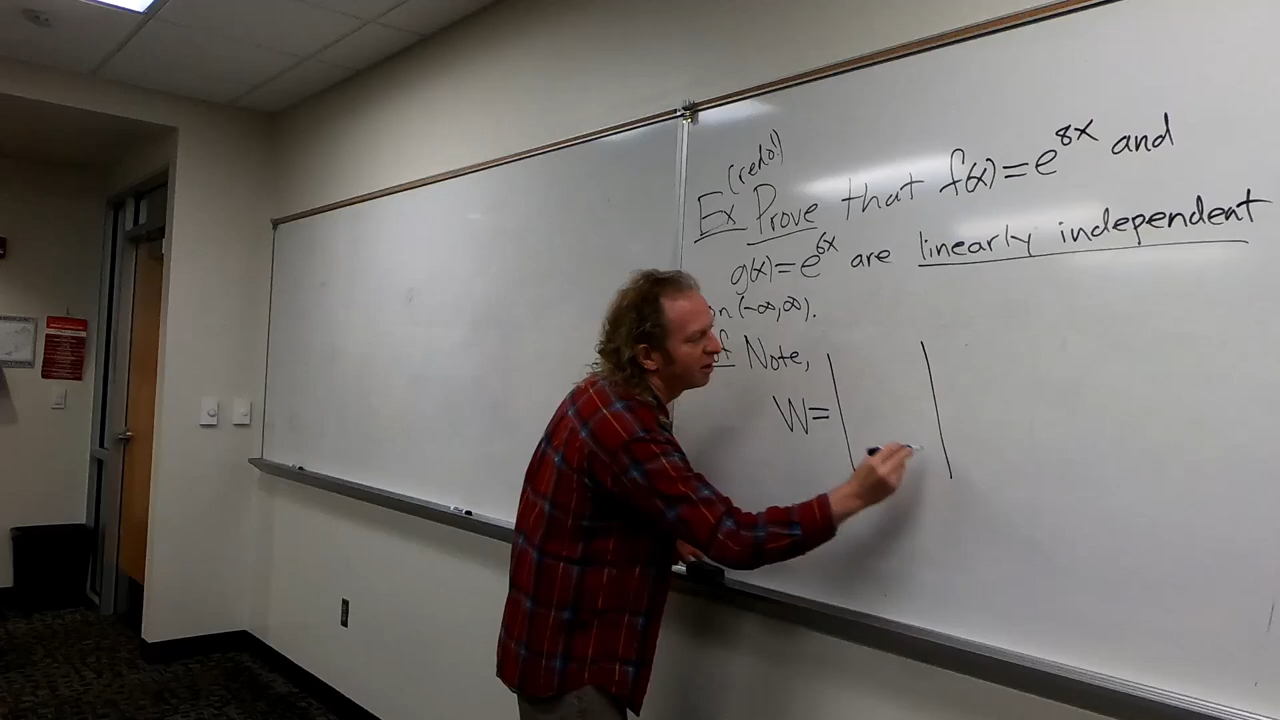 (redo!)
Ex Prove that f(x)=e^{8x} and
g(x)=e^{6x} are linearly independent
on (-∞,∞).
Note,
W=